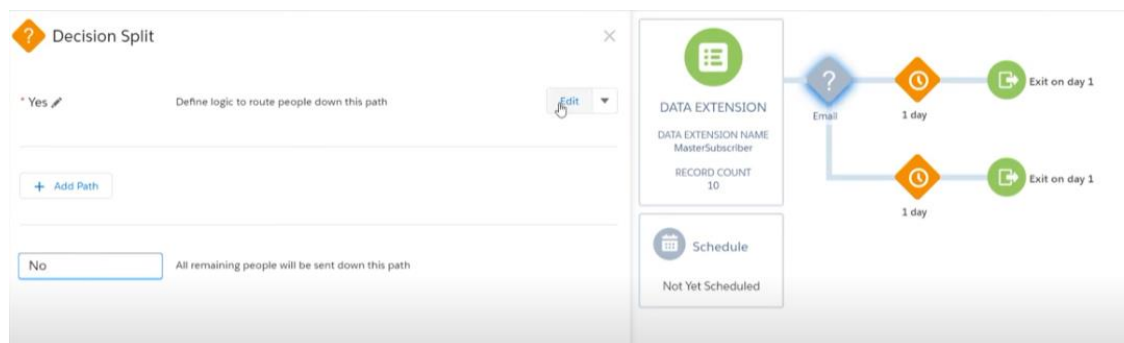 Decision Split
* Yes
Define logic to route people down this path
Edit
+ Add Path
No
All remaining people will be sent down this path
DATA EXTENSION
DATA EXTENSION NAME
MasterSubscriber
RECORD COUNT
10
Schedule
Not Yet Scheduled
?
Email
1 day
Exit on day 1
1 day
Exit on day 1